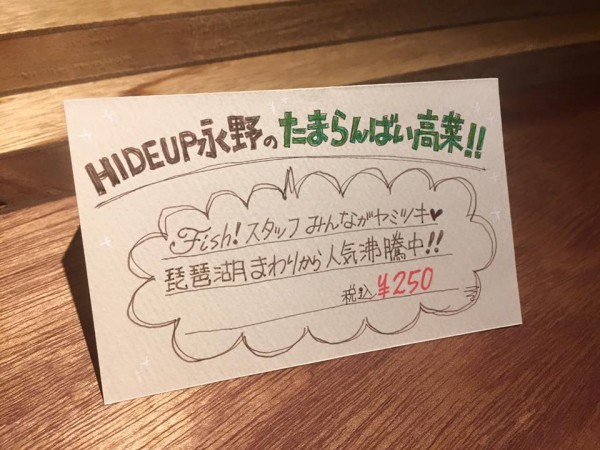 HIDEUP永野のたまらんばい高葉!!
Fish!スタッフみんながヤミツキ♥
琵琶湖まわりから人気沸騰中!!
税込¥250